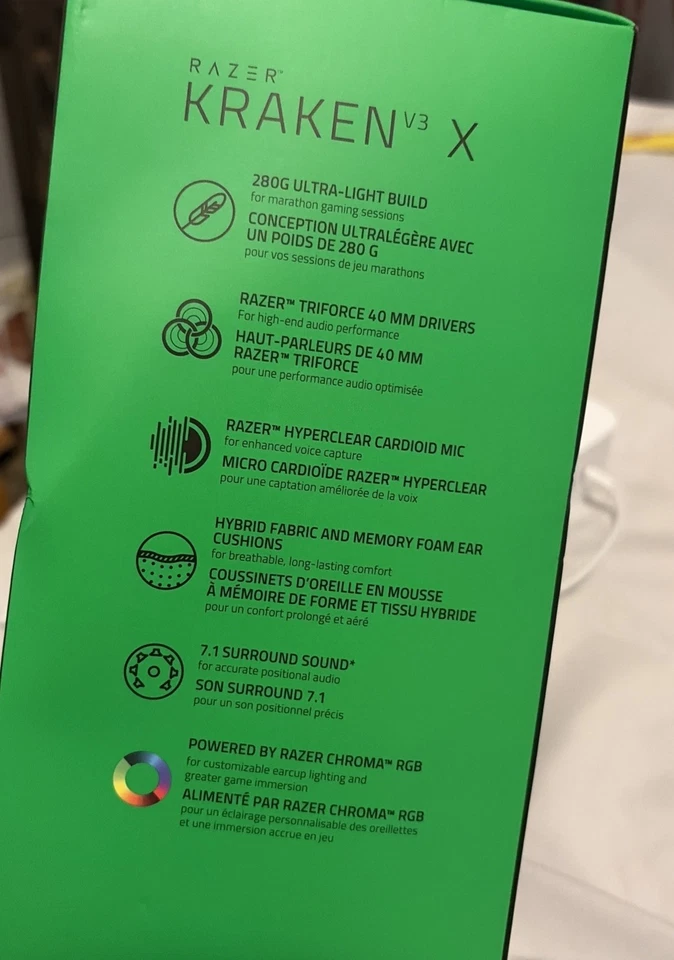 RAZER™
KRAKEN V3 X
280G ULTRA-LIGHT BUILD
for marathon gaming sessions
CONCEPTION ULTRALÉGÈRE AVEC
UN POIDS DE 280 G
pour vos sessions de jeu marathons
RAZER™ TRIFORCE 40 MM DRIVERS
For high-end audio performance
HAUT-PARLEURS DE 40 MM
RAZER™ TRIFORCE
pour une performance audio optimisée
RAZER™ HYPERCLEAR CARDIOID MIC
for enhanced voice capture
MICRO CARDIOÏDE RAZER™ HYPERCLEAR
pour une captation améliorée de la voix
HYBRID FABRIC AND MEMORY FOAM EAR
CUSHIONS
for breathable, long-lasting comfort
COUSSINETS D'OREILLE EN MOUSSE
À MÉMOIRE DE FORME ET TISSU HYBRIDE
pour un confort prolongé et aéré
7.1 SURROUND SOUND*
for accurate positional audio
SON SURROUND 7.1
pour un son positionnel précis
POWERED BY RAZER CHROMA™ RGB
for customizable earcup lighting and
greater game immersion
ALIMENTÉ PAR RAZER CHROMA™ RGB
pour un éclairage personnalisable des oreillettes
et une immersion accrue en jeu